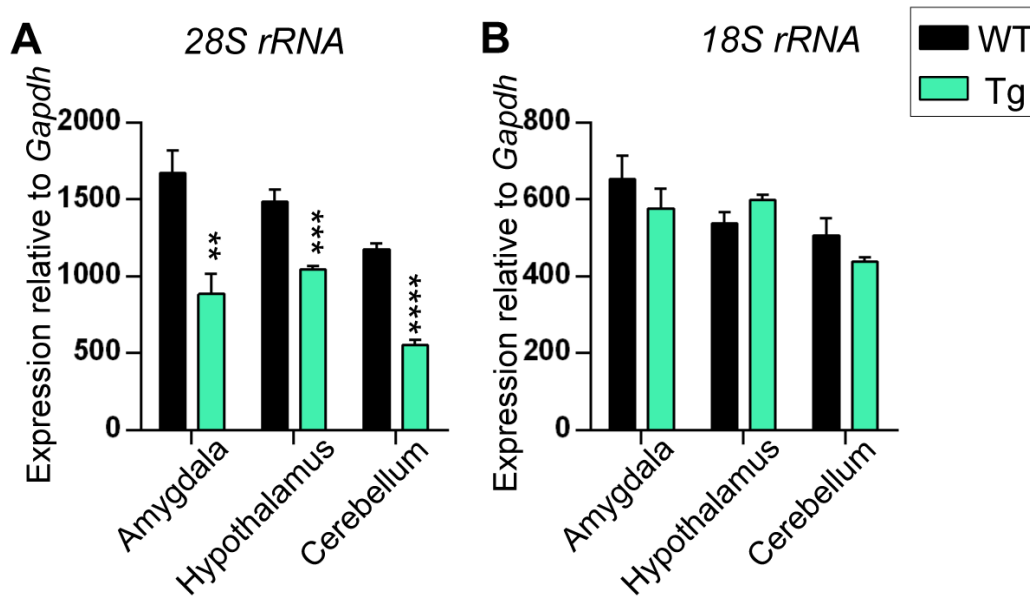 A
28S rRNA
Expression relative to Gapdh
2000
1500
1000
500
0
**
***
****
Amygdala
Hypothalamus
Cerebellum
B
18S rRNA
Expression relative to Gapdh
800
600
400
200
0
Amygdala
Hypothalamus
Cerebellum
WT
Tg